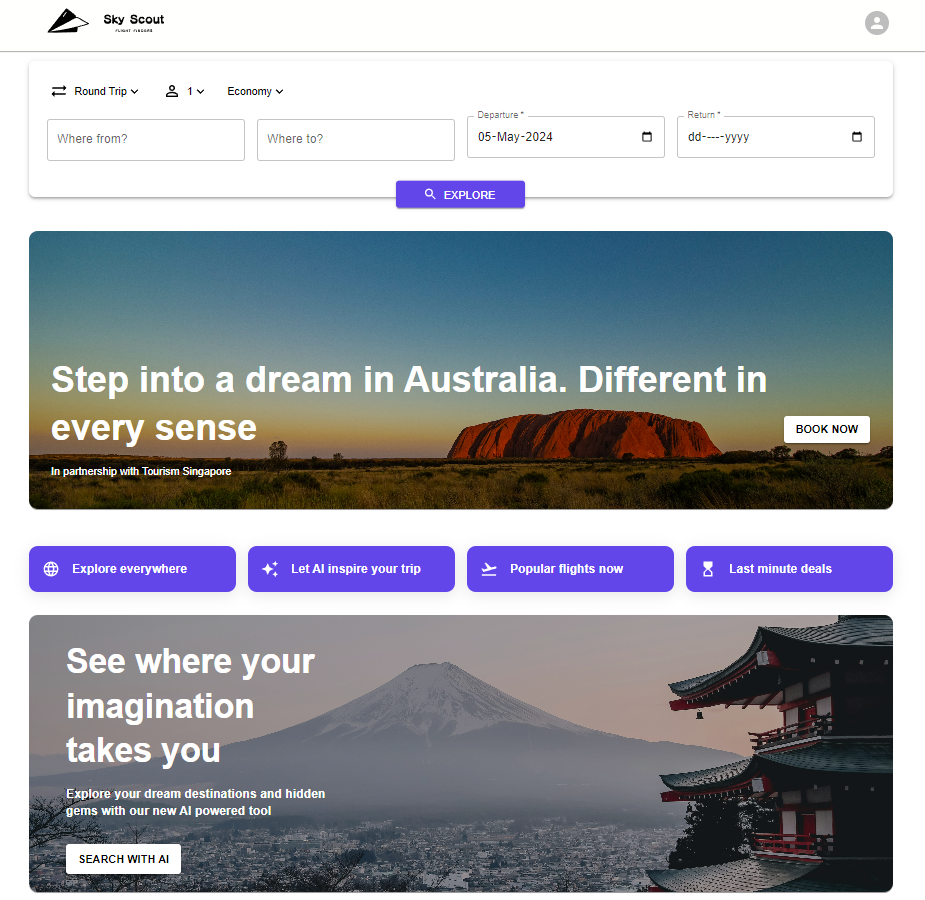 Sky Scout
FLIGHT FINDER
Round Trip
1
Economy
Where from?
Where to?
Departure *
05-May-2024
Return *
dd----yyyy
EXPLORE
Step into a dream in Australia. Different in
every sense
BOOK NOW
In partnership with Tourism Singapore
Explore everywhere
Let AI inspire your trip
Popular flights now
Last minute deals
See where your
imagination
takes you
Explore your dream destinations and hidden
gems with our new AI powered tool
SEARCH WITH AI